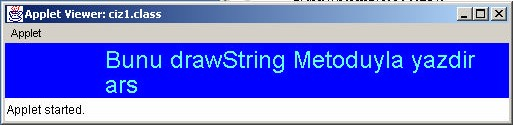 Applet Viewer: ciz1.class
Applet
Bunu drawString Metoduyla yazdir
ars
Applet started.